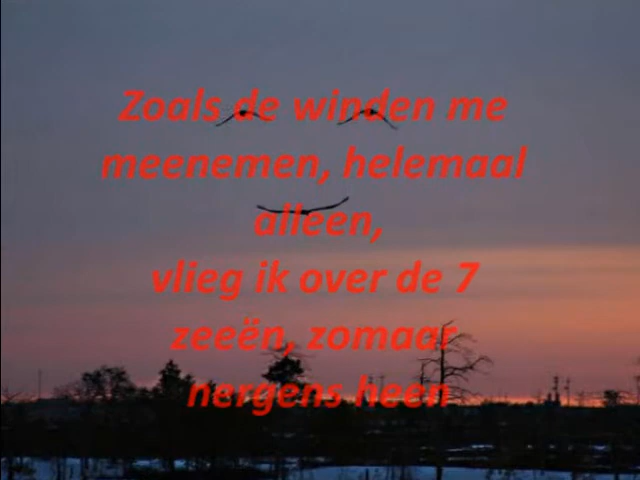 Zoals de winden me
meenemen, helemaal
alleen,
vlieg ik over de 7
zeeën, zomaar
nergens heen